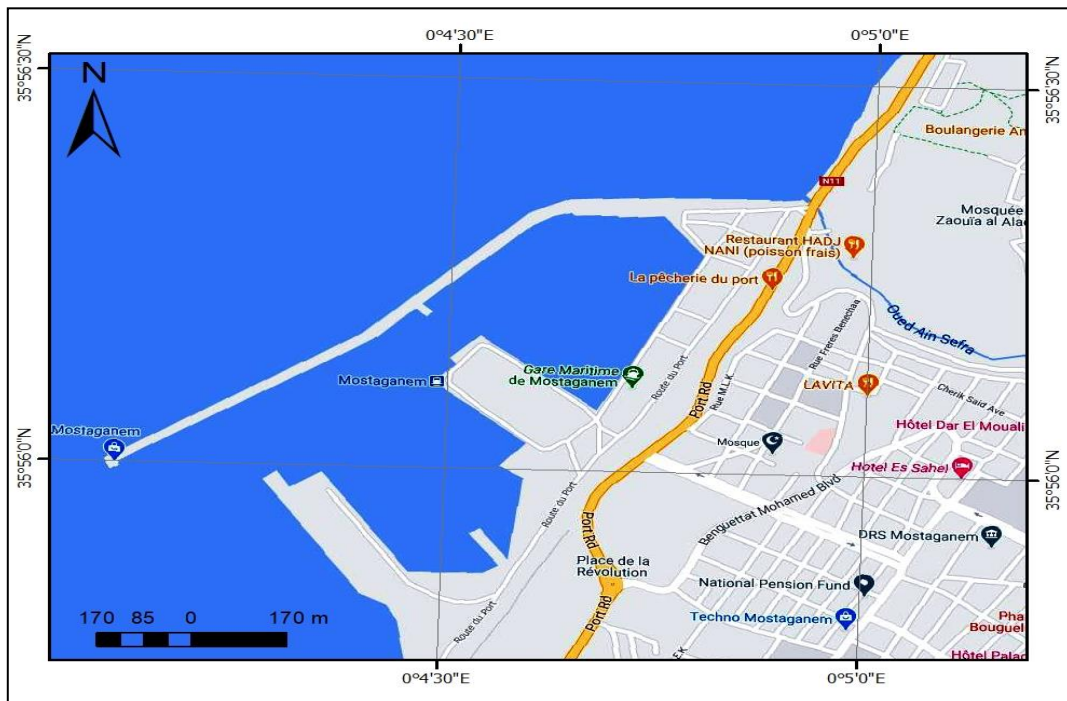 0°4'30"E
0°5'0"E
35°56'30"N
35°56'30"N
N
Boulangerie An
N11
Mosquée
Zaouïa al Alao
Restaurant HADJ
NANI (poisson frais)
La pêcherie du port
Oued Ain Sefra
Rue Freres Benechaa
Route du Port
Gare Maritime
de Mostaganem
Mostaganem
LAVITA
Cherik Said Ave
Port Rd
Rue M.L.K.
Hôtel Dar El Mouali
Mostaganem
Mosque
Hotel Es Sahel
35°56'0"N
35°56'0"N
Benguettat Mohamed Blvd
Route du Port
Port Rd
DRS Mostaganem
Place de la
Révolution
National Pension Fund
Techno Mostaganem
Route du Port
Port Rd
Pha
Bouguel
Hôtel Palac
170 85 0 170 m
0°4'30"E
0°5'0"E